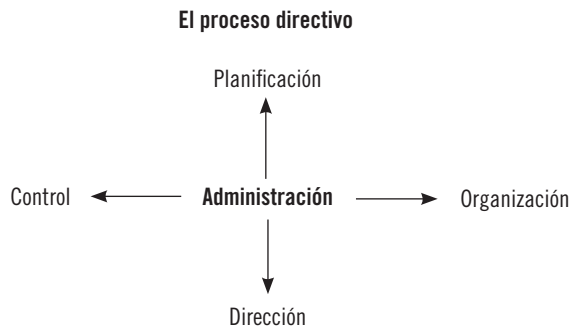 El proceso directivo
Planificación
Control
Administración
Organización
Dirección